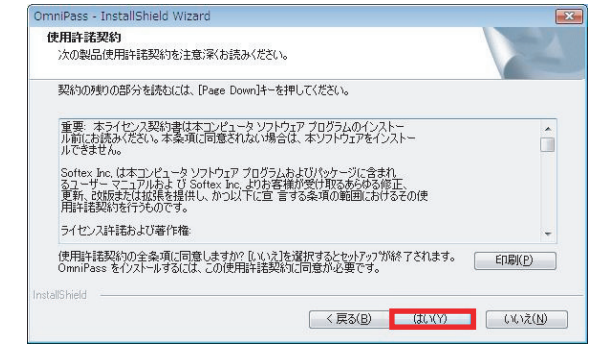 OmniPass - InstallShield Wizard
使用許諾契約
次の製品使用許諾契約を注意深くお読みください。
契約の残りの部分を読むには、[Page Down]キーを押してください。
重要: 本ライセンス契約書は本コンピュータ ソフトウェア プログラムのインストー
ル前にお読みください。本条項に同意されない場合は、本ソフトウェアをインストー
ルできません。
Softex Inc. は本コンピュータ ソフトウェア プログラムおよびパッケージに含まれ
るユーザー マニュアルおよ び Softex Inc. よりお客様が受け取るあらゆる修正、
更新、改版または拡張を提供し、かつ以下に宣 言する条項の範囲におけるその使
用許諾契約を行うものです。
ライセンス許諾および著作権:
使用許諾契約の全条項に同意しますか? [いいえ]を選択するとセットアップが終了されます。
OmniPass をインストールするには、この使用許諾契約に同意が必要です。
印刷(P)
InstallShield
< 戻る(B)
はい(Y)
いいえ(N)